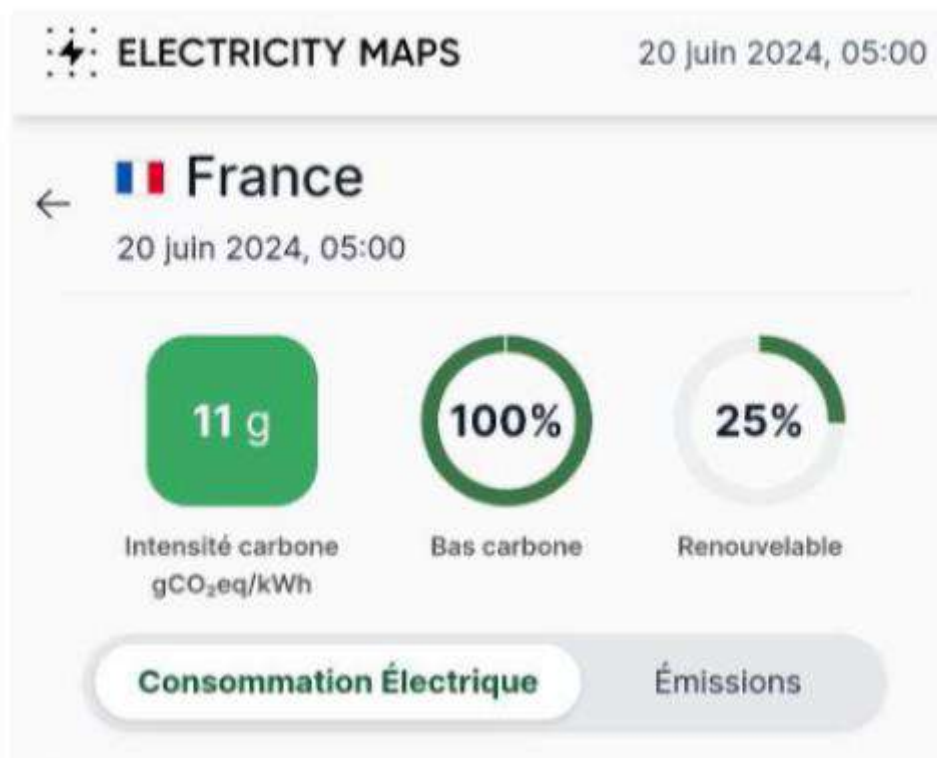 ELECTRICITY MAPS 20 juin 2024, 05:00
France
20 juin 2024, 05:00
11 g 100% 25%
Intensité carbone Bas carbone Renouvelable
gCO₂eq/kWh
Consommation Électrique Émissions